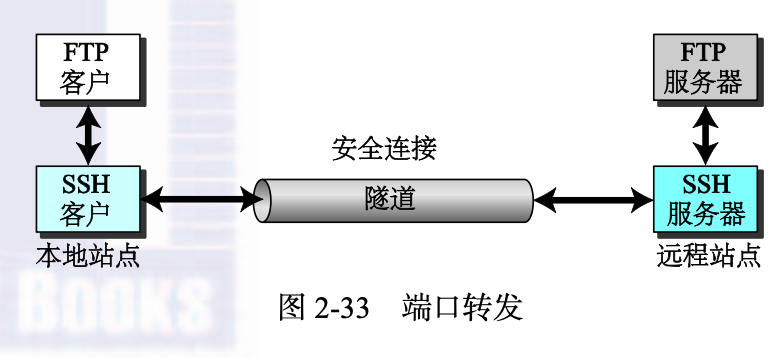 FTP
客户
FTP
服务器
安全连接
隧道
SSH
客户
SSH
服务器
本地站点
远程站点
图 2-33 端口转发
BOOKS